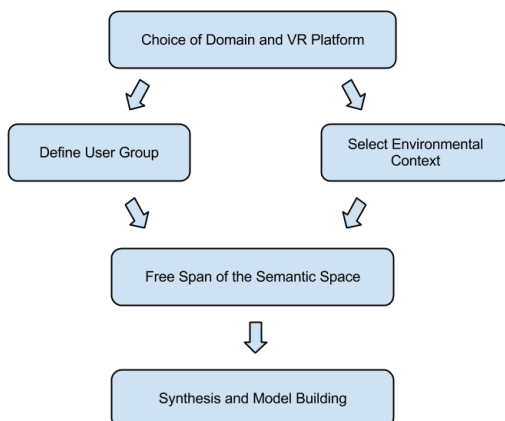 Choice of Domain and VR Platform
Define User Group
Select Environmental
Context
Free Span of the Semantic Space
Synthesis and Model Building